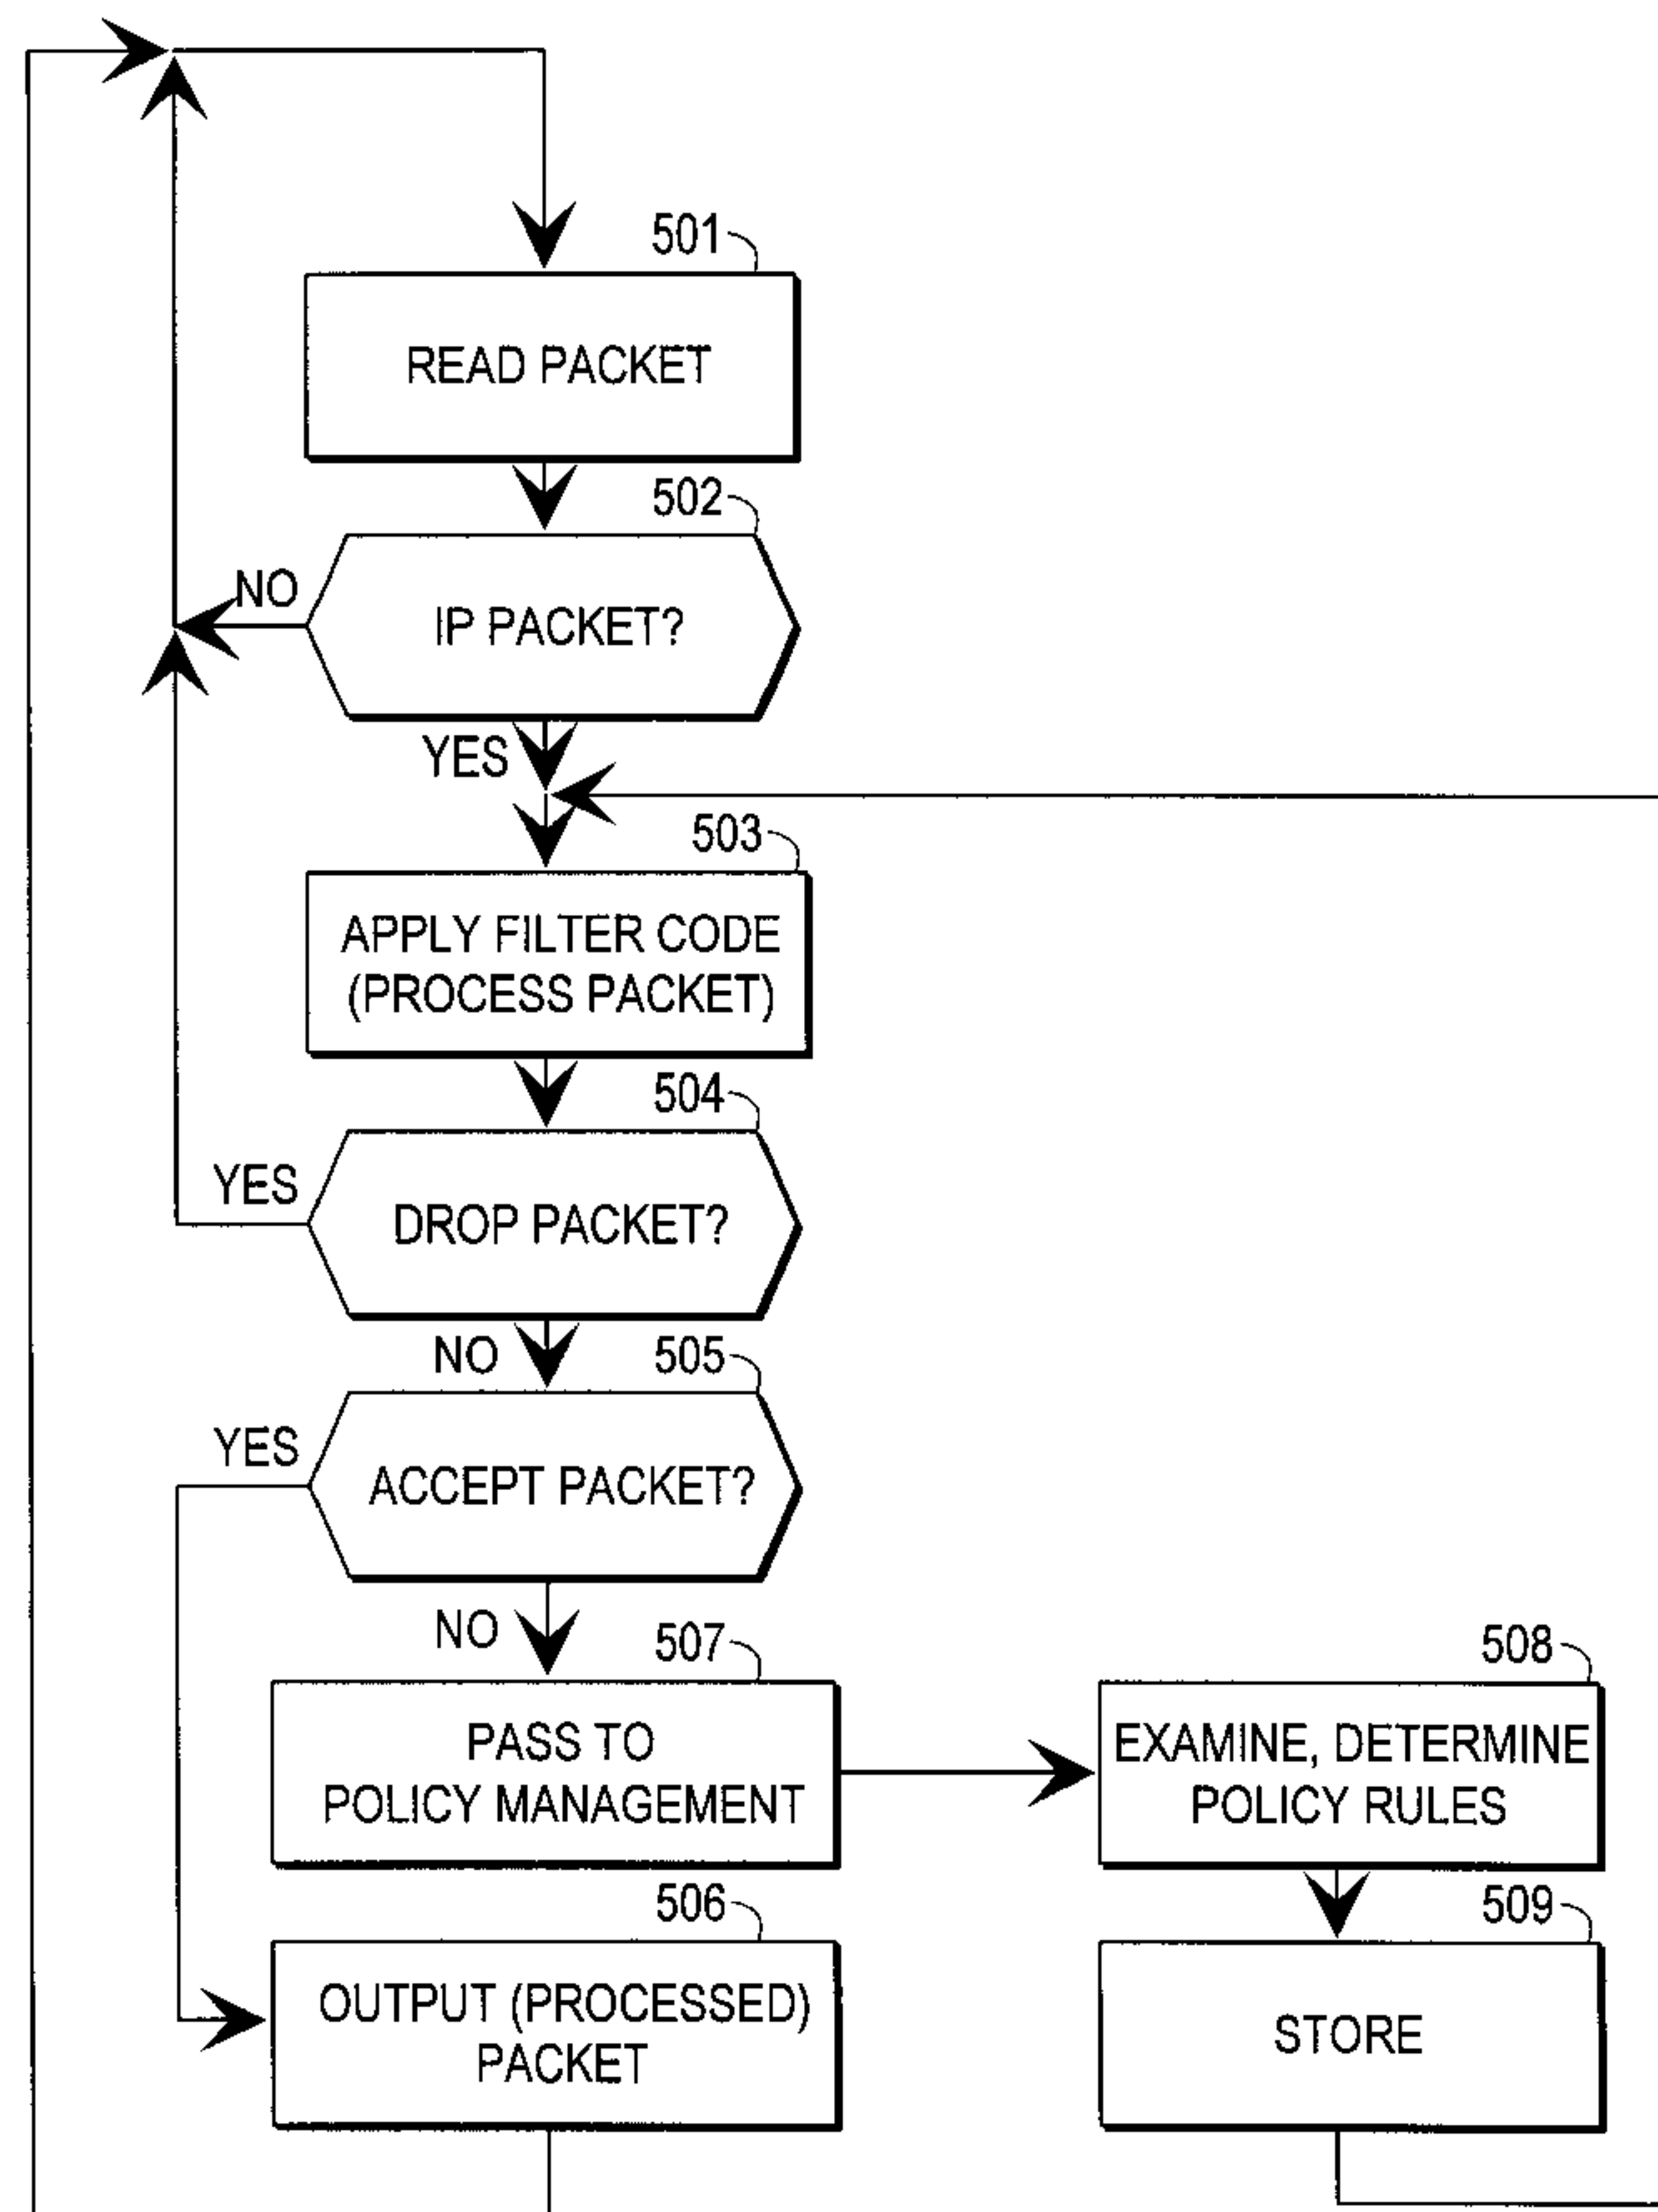 501
READ PACKET
502
NO
IP PACKET?
YES
503
APPLY FILTER CODE
(PROCESS PACKET)
504
YES
DROP PACKET?
NO
505
YES
ACCEPT PACKET?
NO
507
PASS TO
POLICY MANAGEMENT
508
EXAMINE, DETERMINE
POLICY RULES
506
OUTPUT (PROCESSED)
PACKET
509
STORE